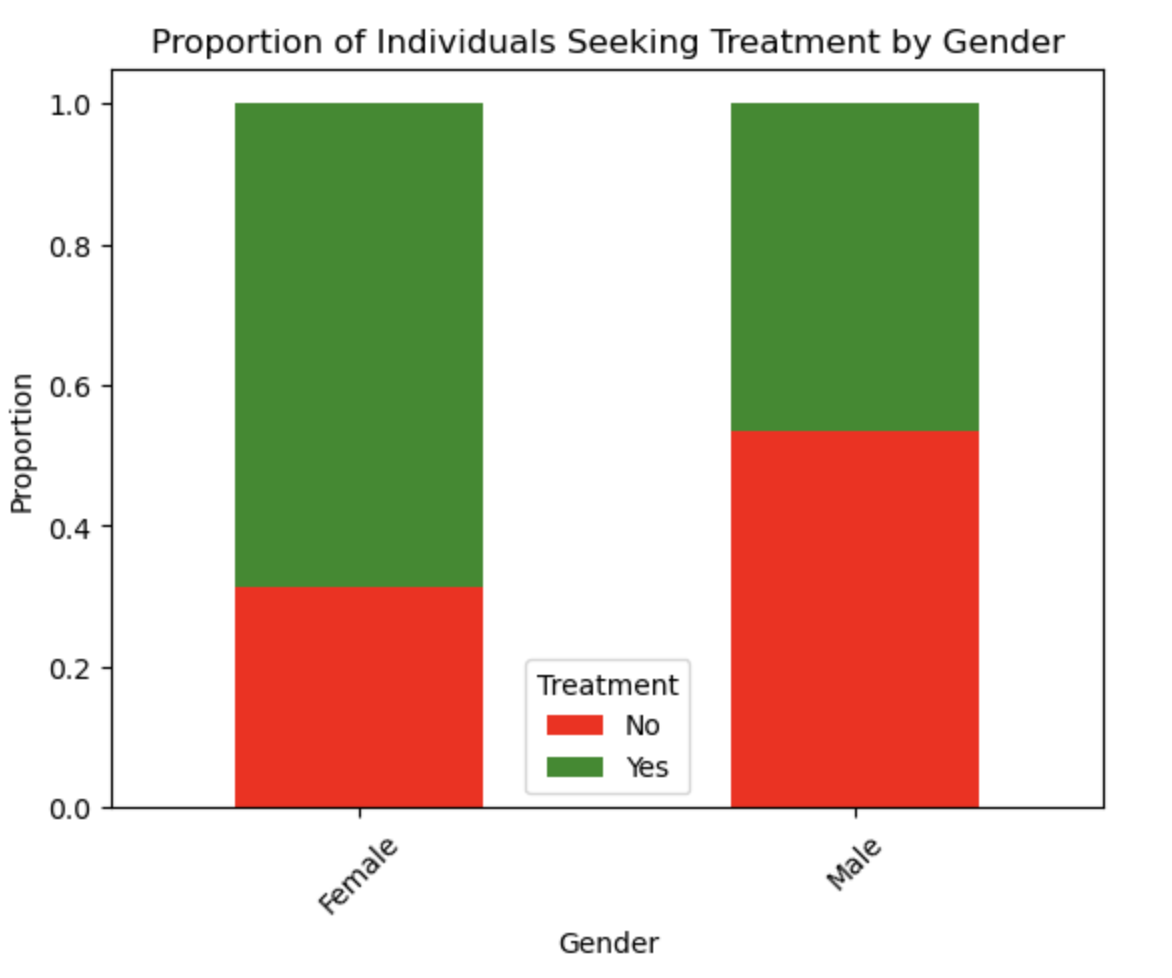 Proportion of Individuals Seeking Treatment by Gender
1.0
0.8
0.6
0.4
0.2
0.0
Proportion
Treatment
No
Yes
Female
Male
Gender